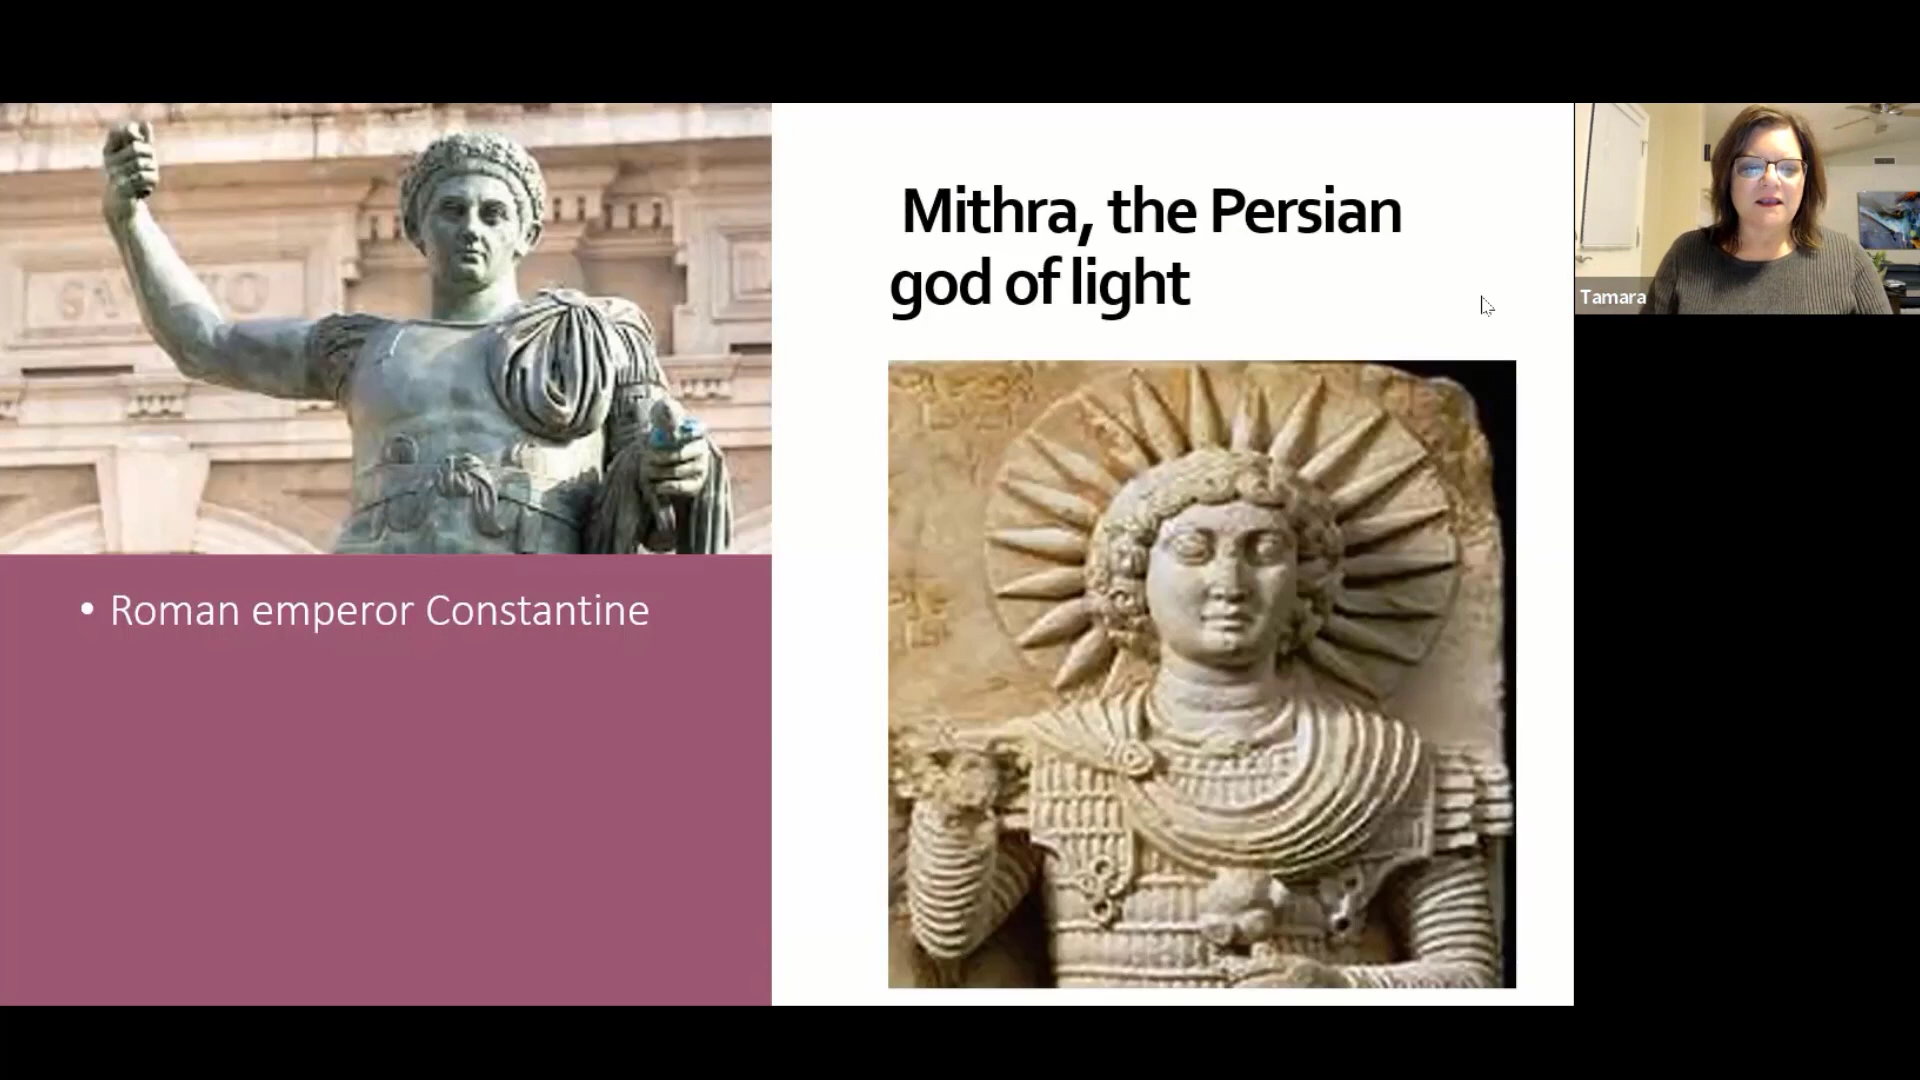 Mithra, the Persian
god of light
• Roman emperor Constantine
Tamara